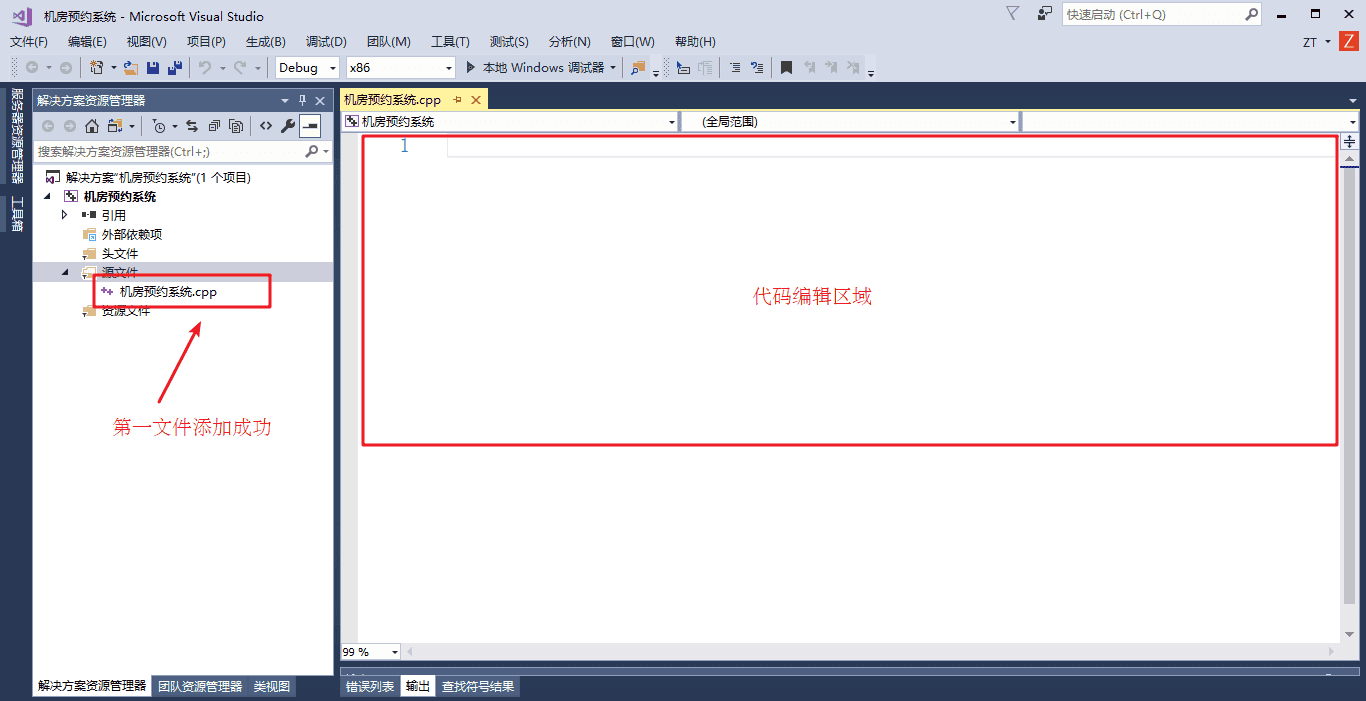 机房预约系统 - Microsoft Visual Studio
快速启动 (Ctrl+Q)
文件(F) 编辑(E) 视图(V) 项目(P) 生成(B) 调试(D) 团队(M) 工具(T) 测试(S) 分析(N) 窗口(W) 帮助(H)
ZT
Z
Debug x86 本地 Windows 调试器
服务器资源管理器
工具箱
解决方案资源管理器
搜索解决方案资源管理器(Ctrl+;)
解决方案“机房预约系统”(1 个项目)
机房预约系统
引用
外部依赖项
头文件
源文件
机房预约系统.cpp
资源文件
第一文件添加成功
解决方案资源管理器 团队资源管理器 类视图
机房预约系统.cpp
机房预约系统 (全局范围)
1
代码编辑区域
99 %
错误列表 输出 查找符号结果